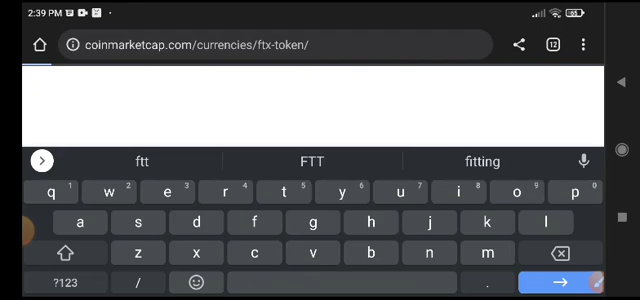 2:39 PM
65
coinmarketcap.com/currencies/ftx-token/
12
ftt FTT fitting
q 1 w 2 e 3 r 4 t 5 y 6 u 7 i 8 o 9 p 0
a s d f g h j k l
z x c v b n m
?123 / .